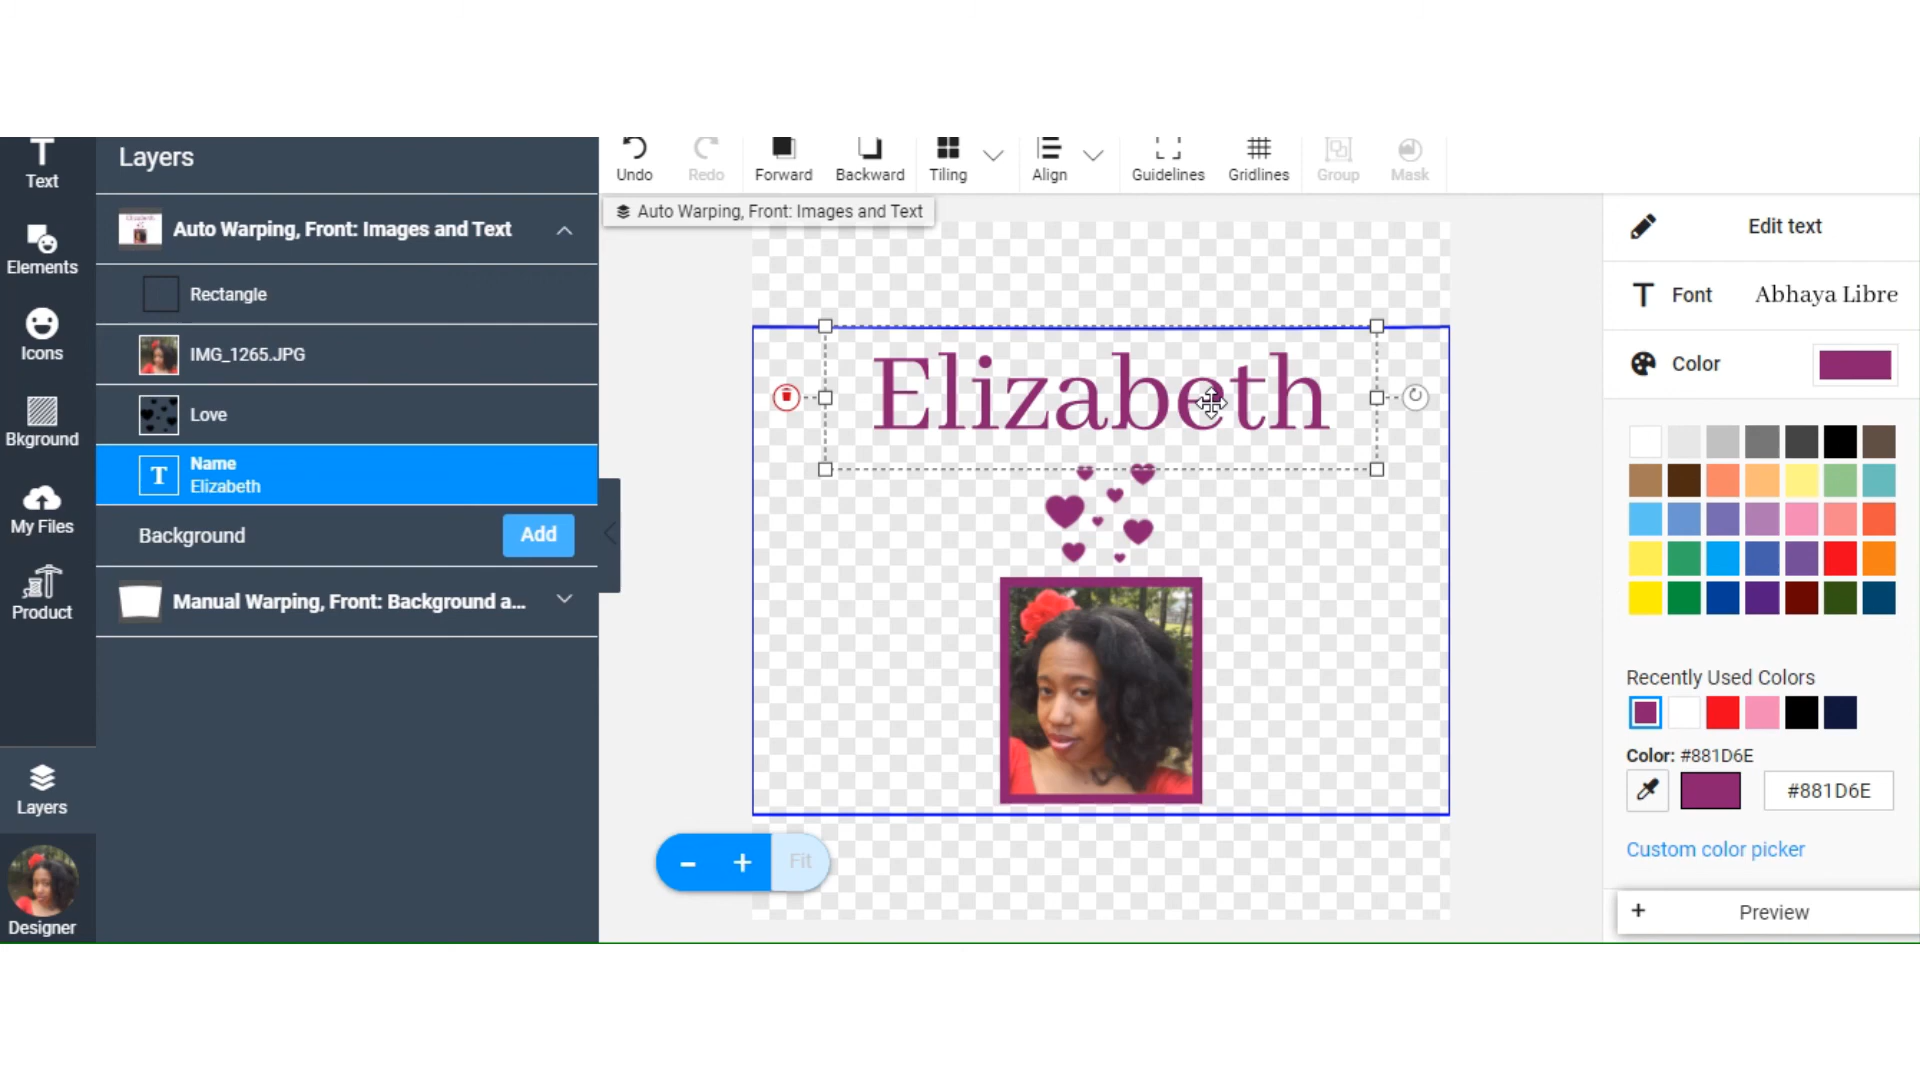 Text
Elements
Icons
Bkground
My Files
Product
Layers
Designer
Layers
Auto Warping, Front: Images and Text
Rectangle
IMG_1265.JPG
Love
T
Name
Elizabeth
Background
Add
Manual Warping, Front: Background a...
Undo
Redo
Forward
Backward
Tiling
Align
Guidelines
Gridlines
Group
Mask
Auto Warping, Front: Images and Text
Elizabeth
- + Fit
Edit text
T Font Abhaya Libre
Color
Recently Used Colors
Color: #881D6E
#881D6E
Custom color picker
+ Preview